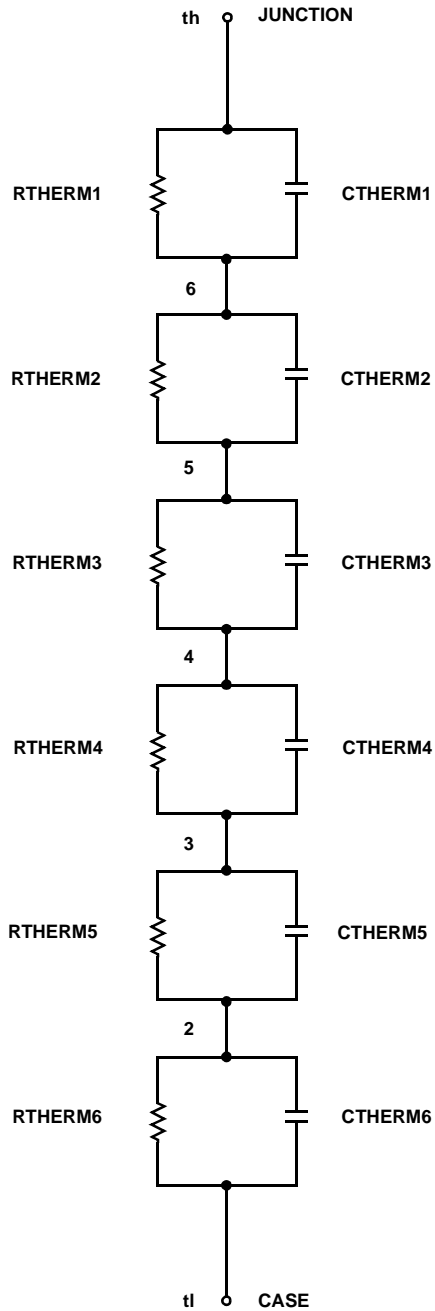 th JUNCTION
RTHERM1 CTHERM1
6
RTHERM2 CTHERM2
5
RTHERM3 CTHERM3
4
RTHERM4 CTHERM4
3
RTHERM5 CTHERM5
2
RTHERM6 CTHERM6
tl CASE